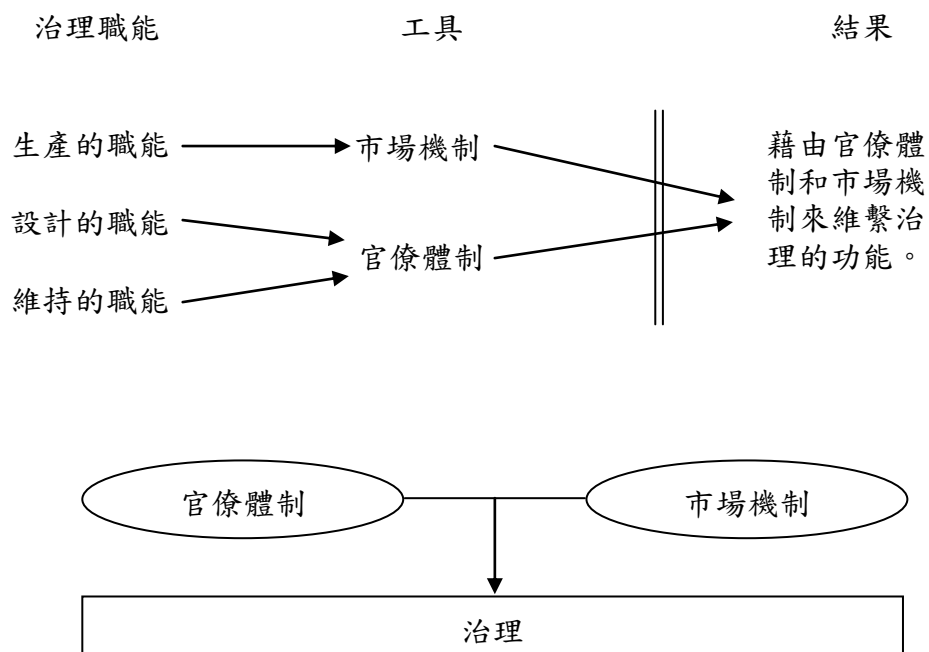 治理職能 工具 結果
生產的職能 市場機制
設計的職能 官僚體制
維持的職能
藉由官僚體
制和市場機
制來維繫治
理的功能。
官僚體制 市場機制
治理